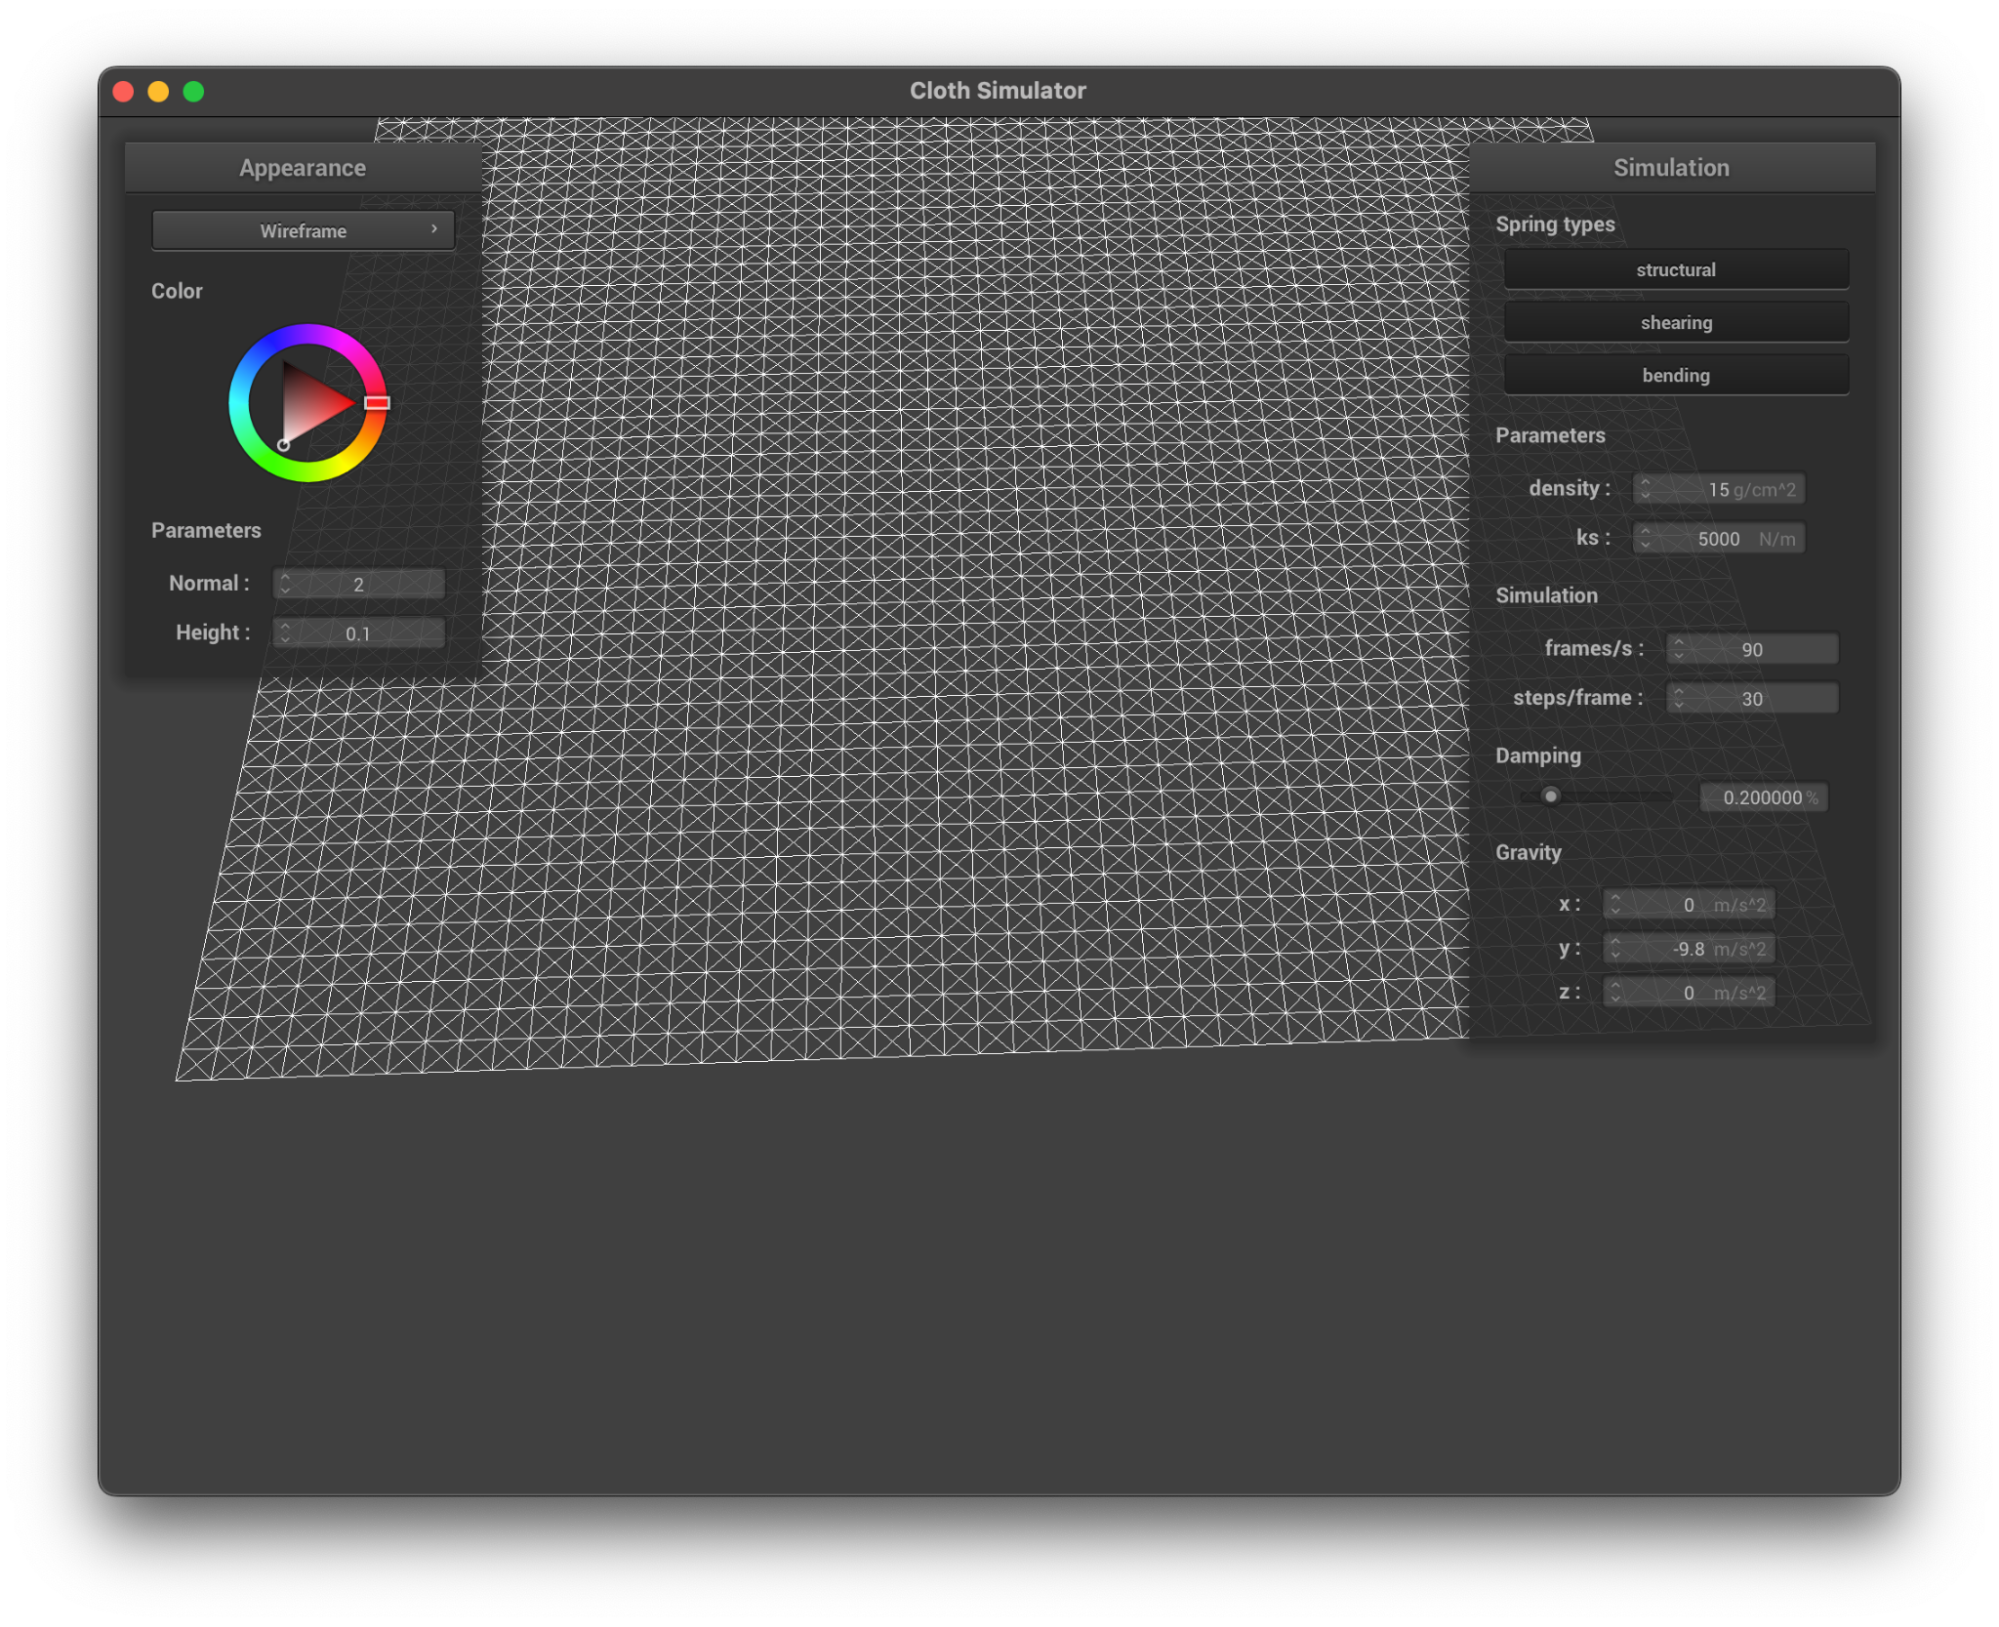 Cloth Simulator
Appearance
Wireframe
Color
Parameters
Normal : 2
Height : 0.1
Simulation
Spring types
structural
shearing
bending
Parameters
density : 15 g/cm^2
ks : 5000 N/m
Simulation
frames/s : 90
steps/frame : 30
Damping
0.200000 %
Gravity
x : 0 m/s^2
y : -9.8 m/s^2
z : 0 m/s^2